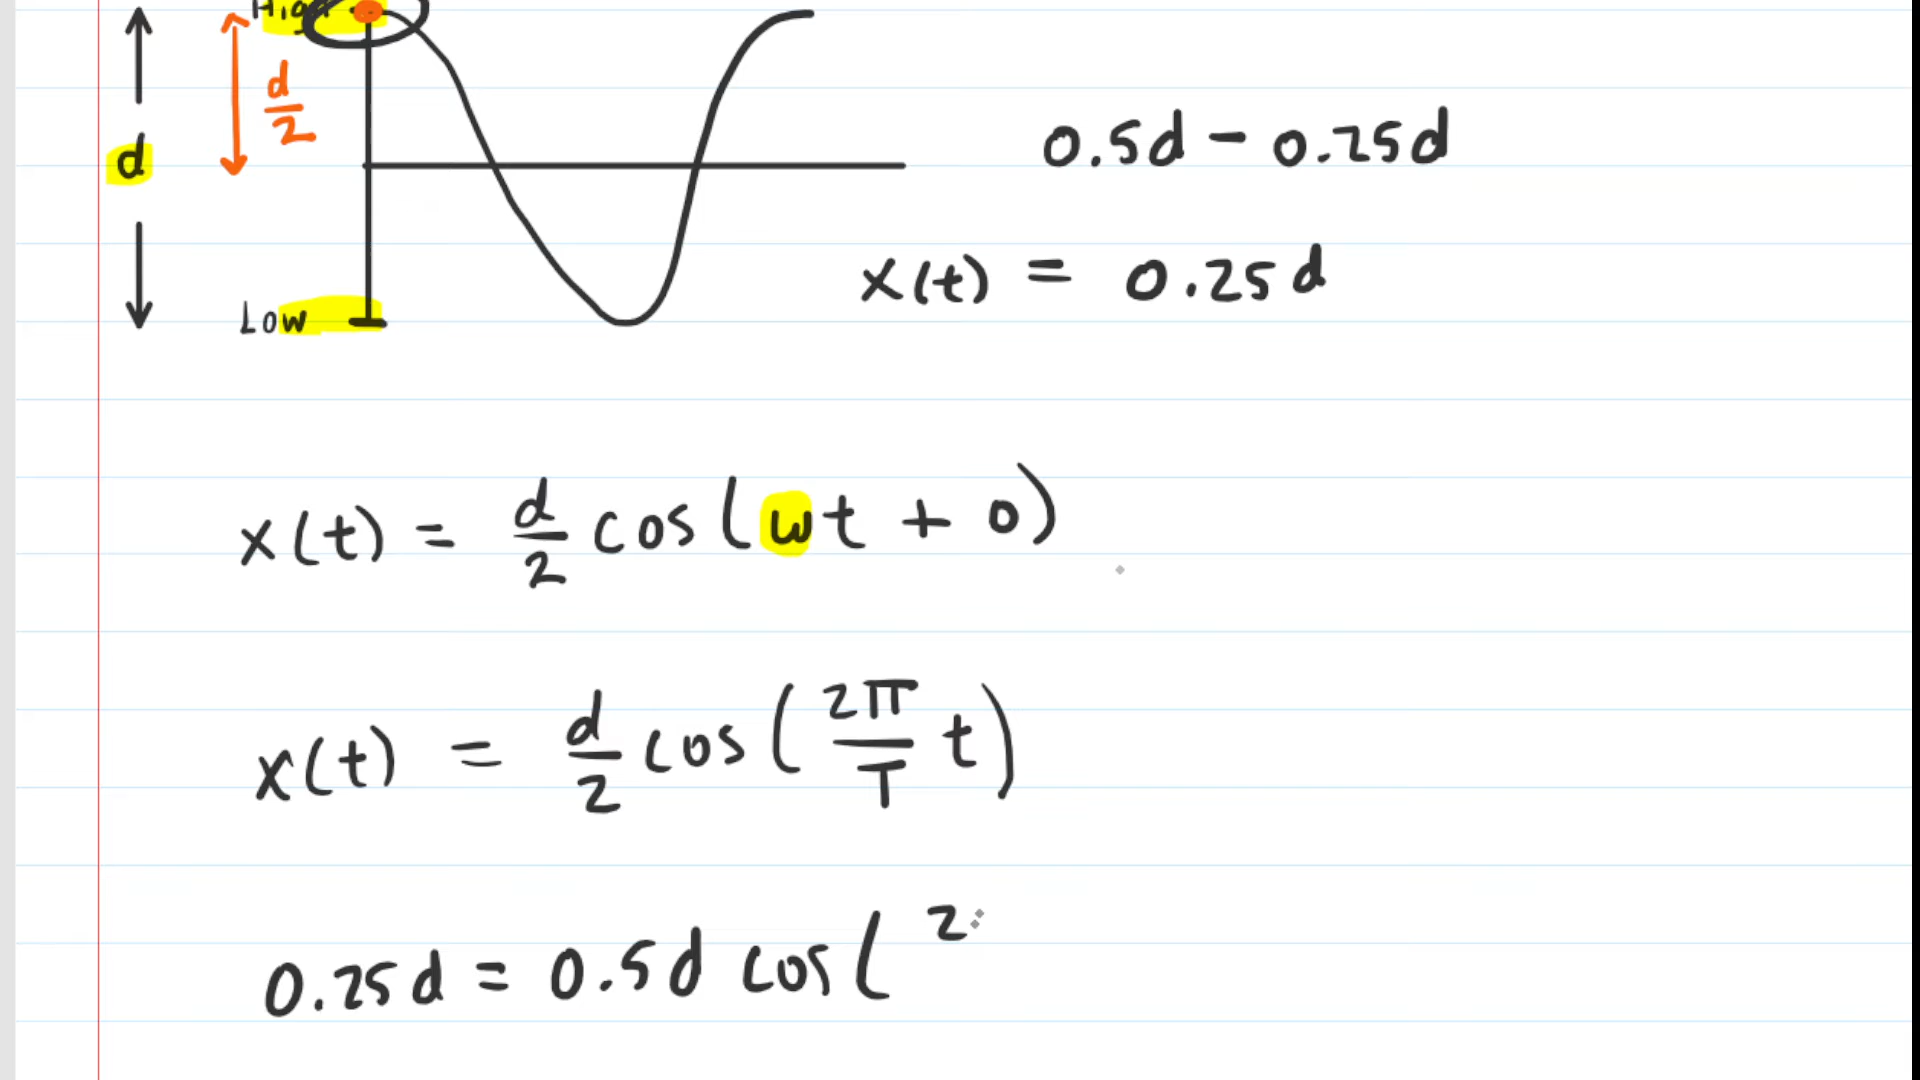 High
d/2
d
0.5d - 0.25d
x(t) = 0.25d
Low
x(t) = d/2 cos(wt + 0)
x(t) = d/2 cos(2π/T t)
0.25d = 0.5d cos( 2